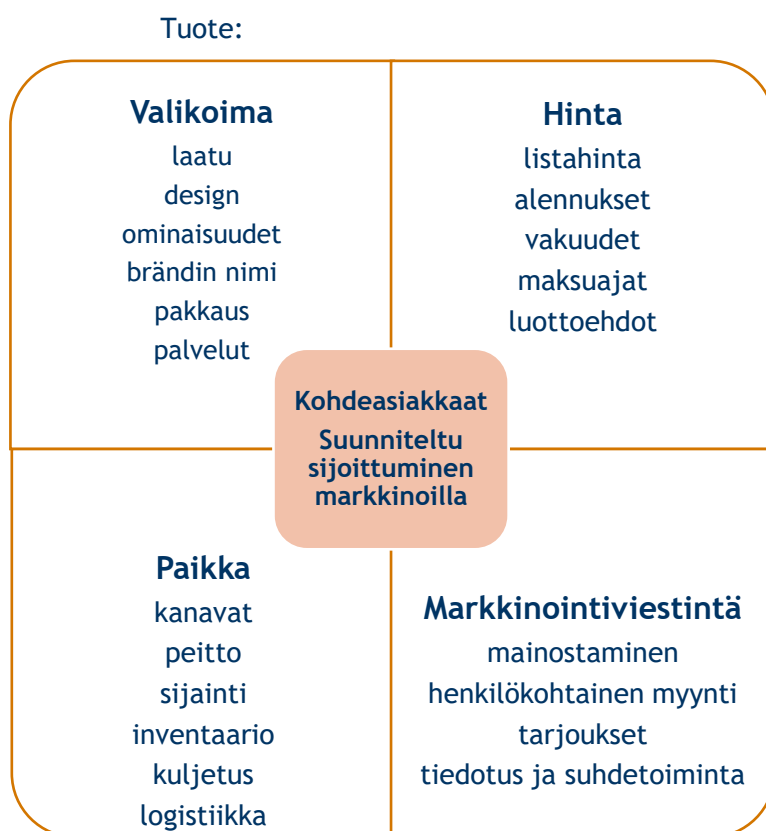 Tuote:
Valikoima
laatu
design
ominaisuudet
brändin nimi
pakkaus
palvelut
Hinta
listahinta
alennukset
vakuudet
maksuajat
luottoehdot
Kohdeasiakkaat
Suunniteltu
sijoittuminen
markkinoilla
Paikka
kanavat
peitto
sijainti
inventaario
kuljetus
logistiikka
Markkinointiviestintä
mainostaminen
henkilökohtainen myynti
tarjoukset
tiedotus ja suhdetoiminta